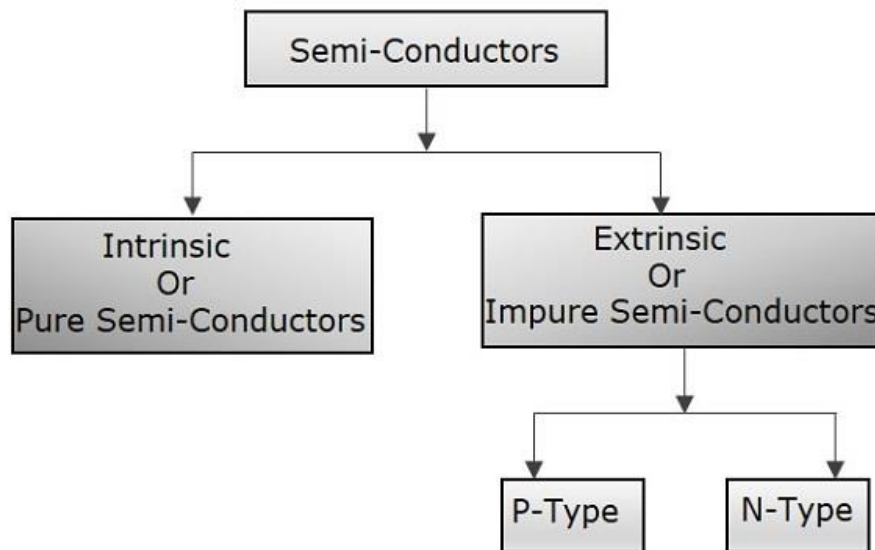 Semi-Conductors
Intrinsic
Or
Pure Semi-Conductors
Extrinsic
Or
Impure Semi-Conductors
P-Type
N-Type